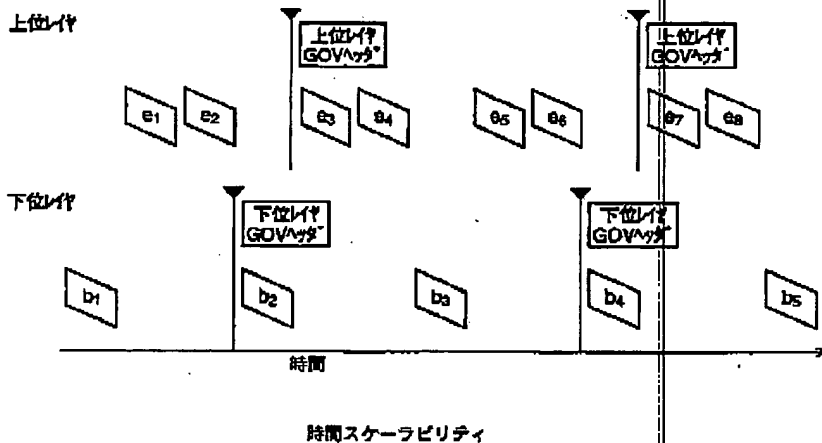 上位レイヤ
上位レイヤ
GOVヘッダ
上位レイヤ
GOVヘッダ
e1
e2
e3
e4
e5
e6
e7
e8
下位レイヤ
下位レイヤ
GOVヘッダ
下位レイヤ
GOVヘッダ
b1
b2
b3
b4
b5
時間
時間スケーラビリティ